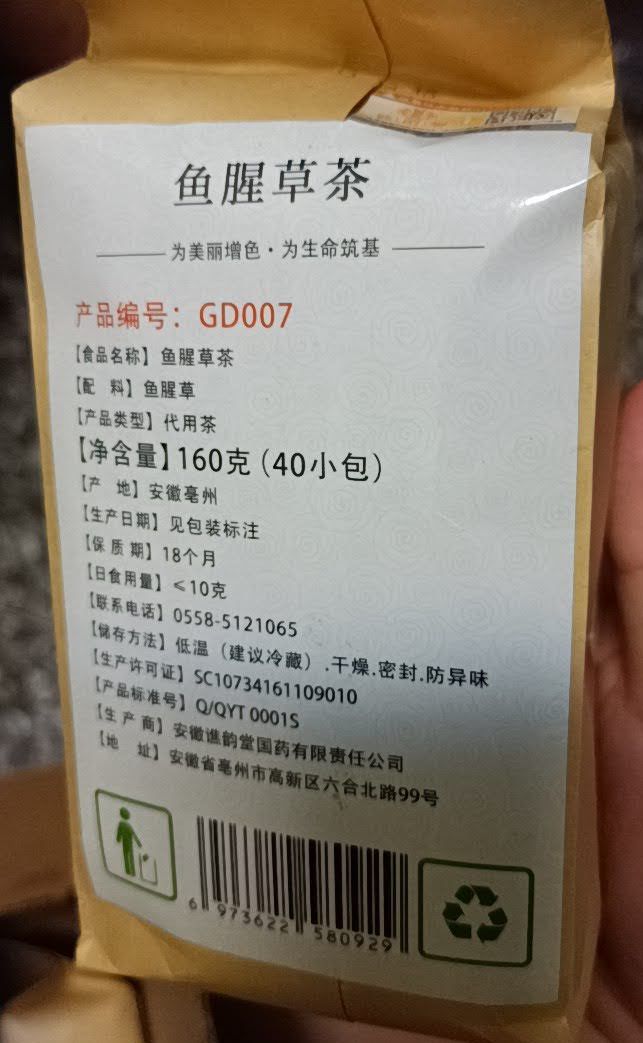 鱼腥草茶
为美丽增色·为生命筑基
产品编号：GD007
【食品名称】鱼腥草茶
【配 料】鱼腥草
【产品类型】代用茶
【净含量】160克（40小包）
【产 地】安徽亳州
【生产日期】见包装标注
【保 质 期】18个月
【日食用量】≤10克
【联系电话】0558-5121065
【储存方法】低温（建议冷藏）.干燥.密封.防异味
【生产许可证】SC10734161109010
【产品标准号】Q/QYT 0001S
【生 产 商】安徽谯韵堂国药有限责任公司
【地 址】安徽省亳州市高新区六合北路99号
6 973622 580929